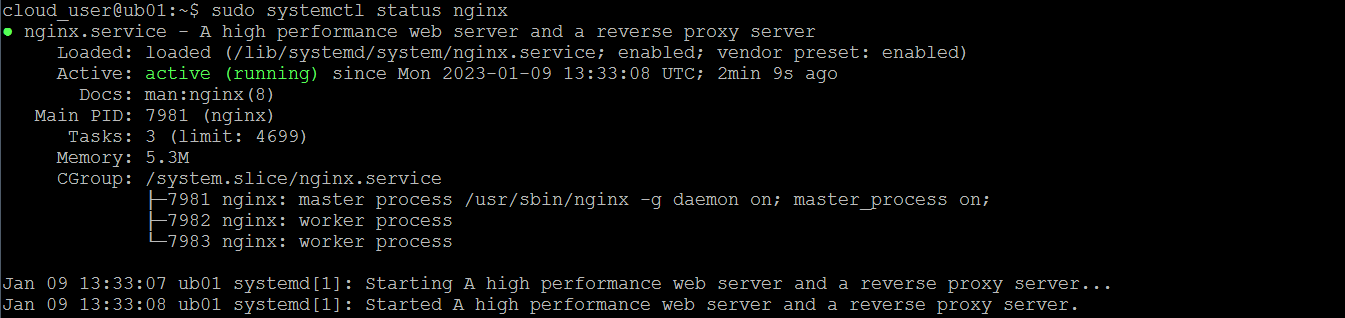 cloud_user@ub01:~$ sudo systemctl status nginx
● nginx.service - A high performance web server and a reverse proxy server
     Loaded: loaded (/lib/systemd/system/nginx.service; enabled; vendor preset: enabled)
     Active: active (running) since Mon 2023-01-09 13:33:08 UTC; 2min 9s ago
       Docs: man:nginx(8)
   Main PID: 7981 (nginx)
      Tasks: 3 (limit: 4699)
     Memory: 5.3M
     CGroup: /system.slice/nginx.service
             ├─7981 nginx: master process /usr/sbin/nginx -g daemon on; master_process on;
             ├─7982 nginx: worker process
             └─7983 nginx: worker process
Jan 09 13:33:07 ub01 systemd[1]: Starting A high performance web server and a reverse proxy server...
Jan 09 13:33:08 ub01 systemd[1]: Started A high performance web server and a reverse proxy server.